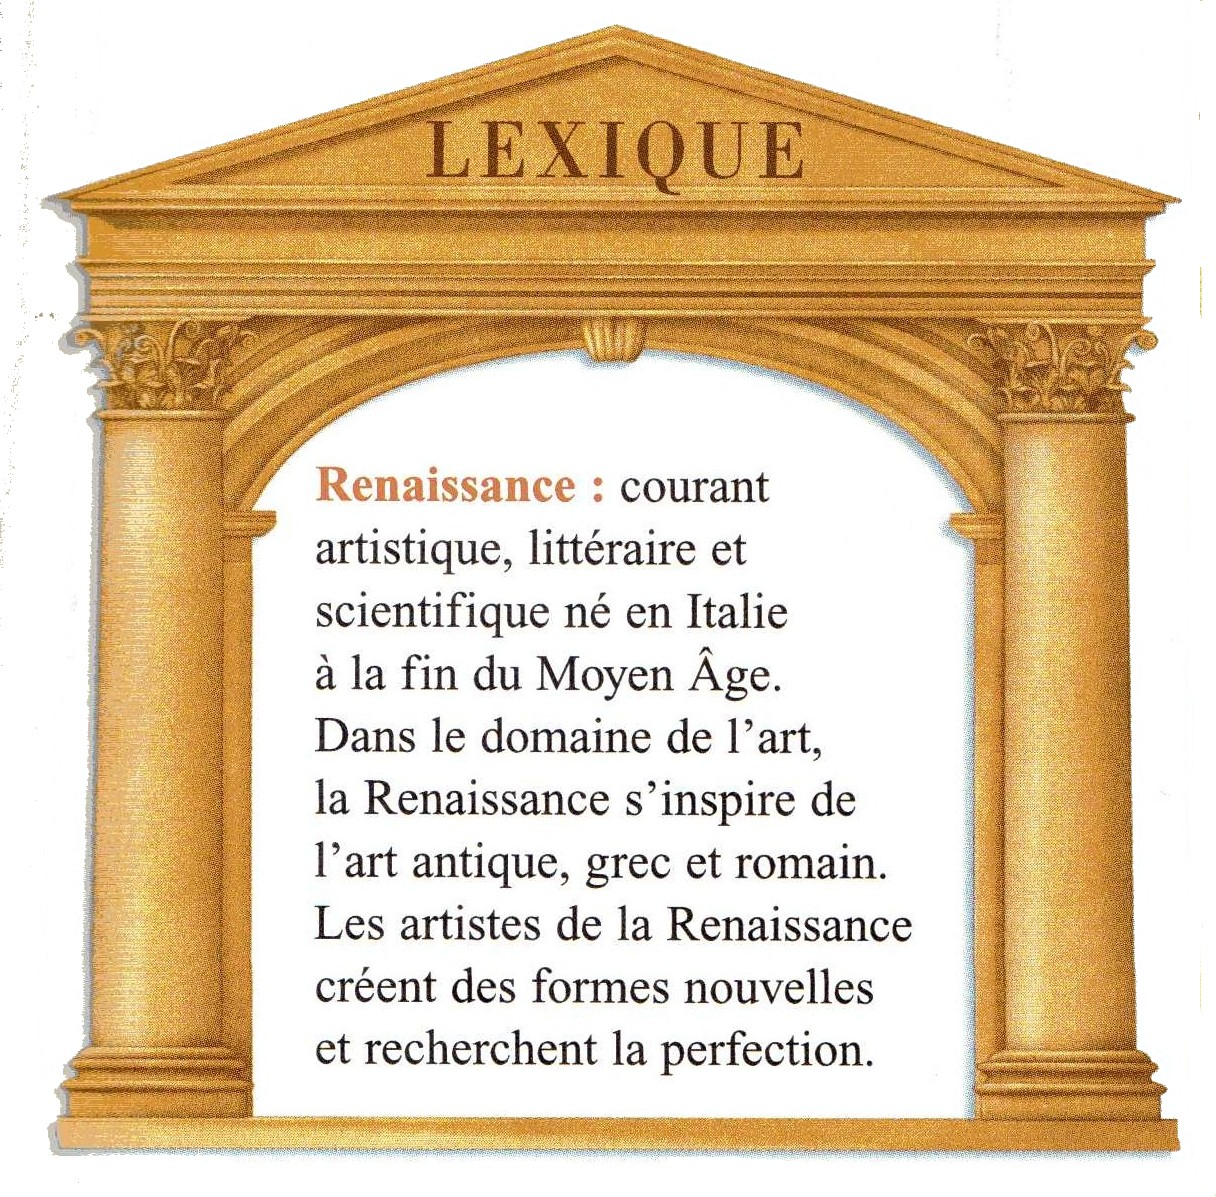 LEXIQUE
Renaissance : courant
artistique, littéraire et
scientifique né en Italie
à la fin du Moyen Âge.
Dans le domaine de l’art,
la Renaissance s’inspire de
l’art antique, grec et romain.
Les artistes de la Renaissance
créent des formes nouvelles
et recherchent la perfection.